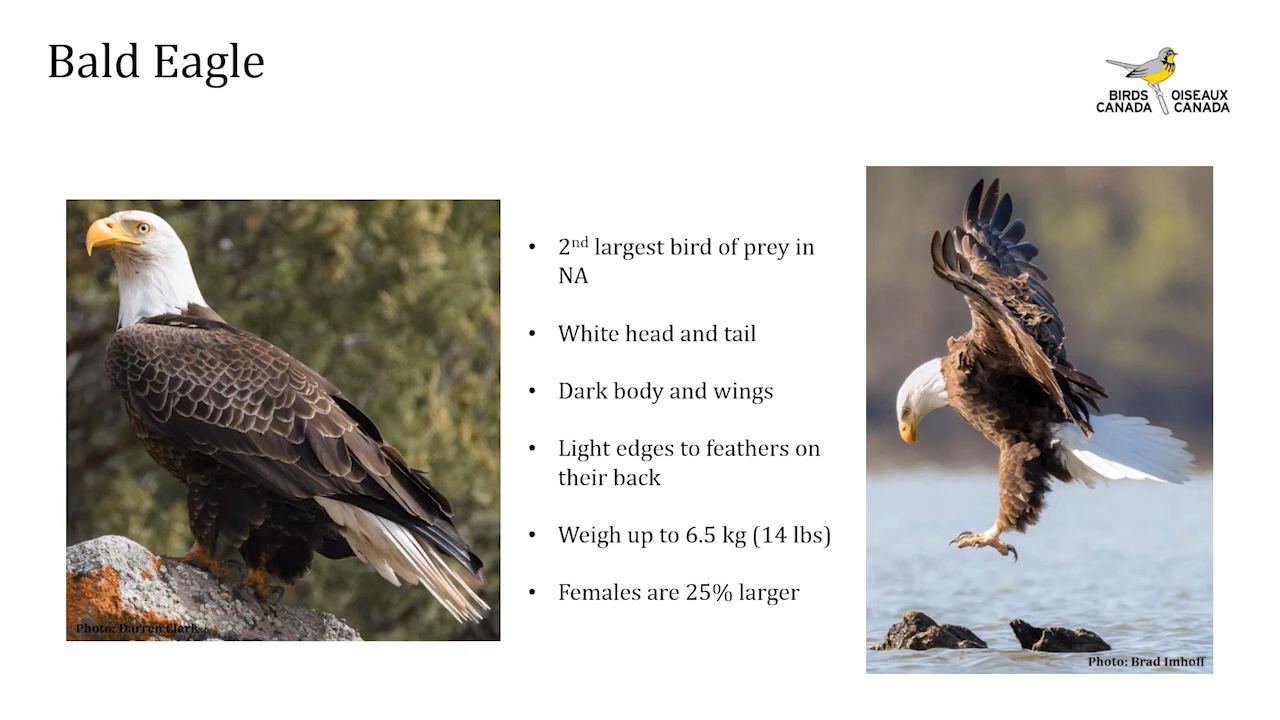 Bald Eagle
BIRDS OISEAUX
CANADA CANADA
• 2nd largest bird of prey in
NA
• White head and tail
• Dark body and wings
• Light edges to feathers on
their back
• Weigh up to 6.5 kg (14 lbs)
• Females are 25% larger
Photo: Darren Clark
Photo: Brad Imhoff